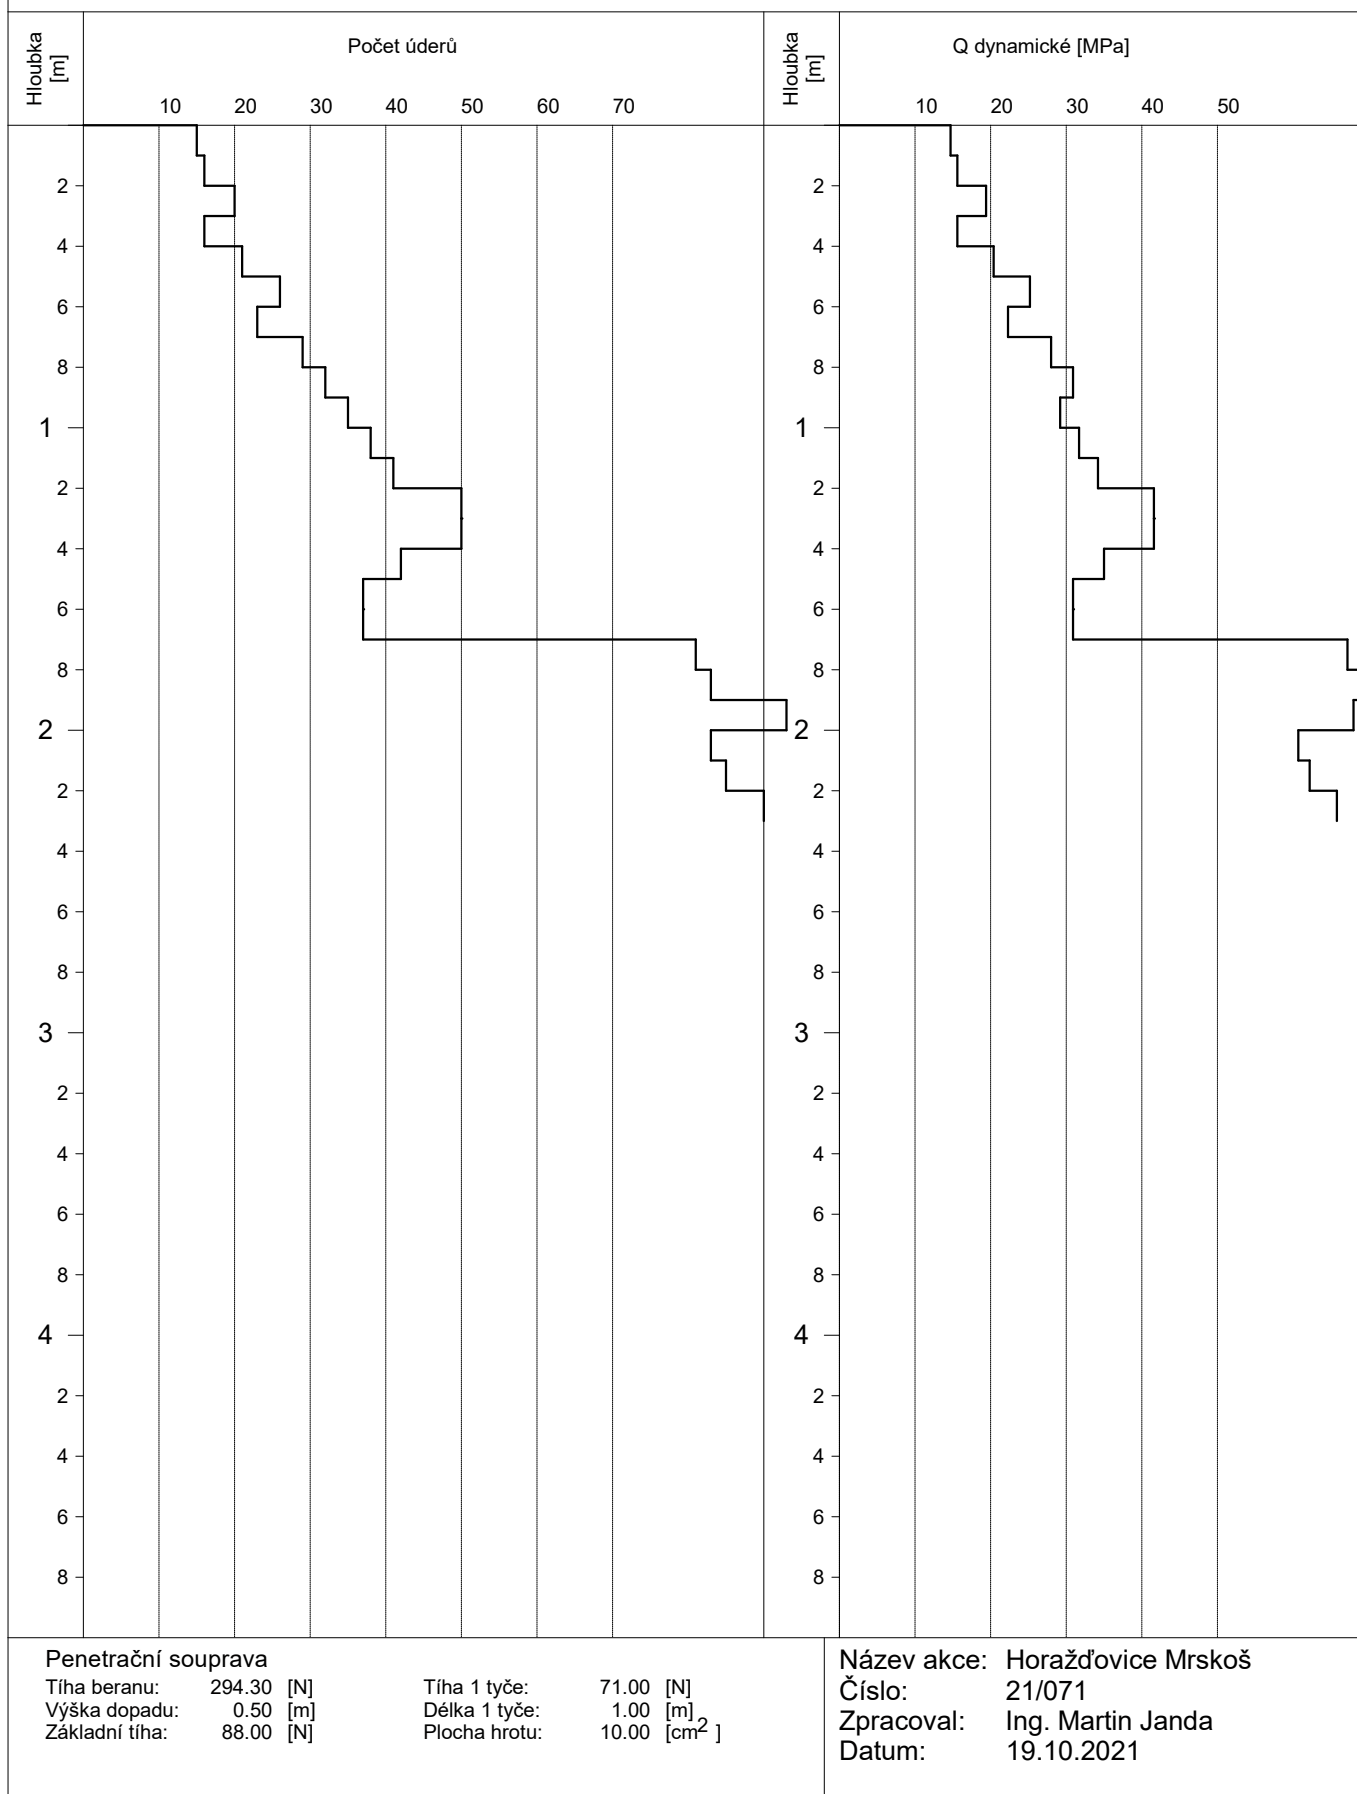 Hloubka [m]
Počet úderů
10 20 30 40 50 60 70
Hloubka [m]
Q dynamické [MPa]
10 20 30 40 50
2
4
6
8
1
2
4
6
8
2
2
4
6
8
3
2
4
6
8
4
2
4
6
8
2
4
6
8
1
2
4
6
8
2
2
4
6
8
3
2
4
6
8
4
2
4
6
8
Penetrační souprava
Tíha beranu: 294.30 [N]
Výška dopadu: 0.50 [m]
Základní tíha: 88.00 [N]
Tíha 1 tyče: 71.00 [N]
Délka 1 tyče: 1.00 [m]
Plocha hrotu: 10.00 [cm2 ]
Název akce: Horažďovice Mrskoš
Číslo: 21/071
Zpracoval: Ing. Martin Janda
Datum: 19.10.2021